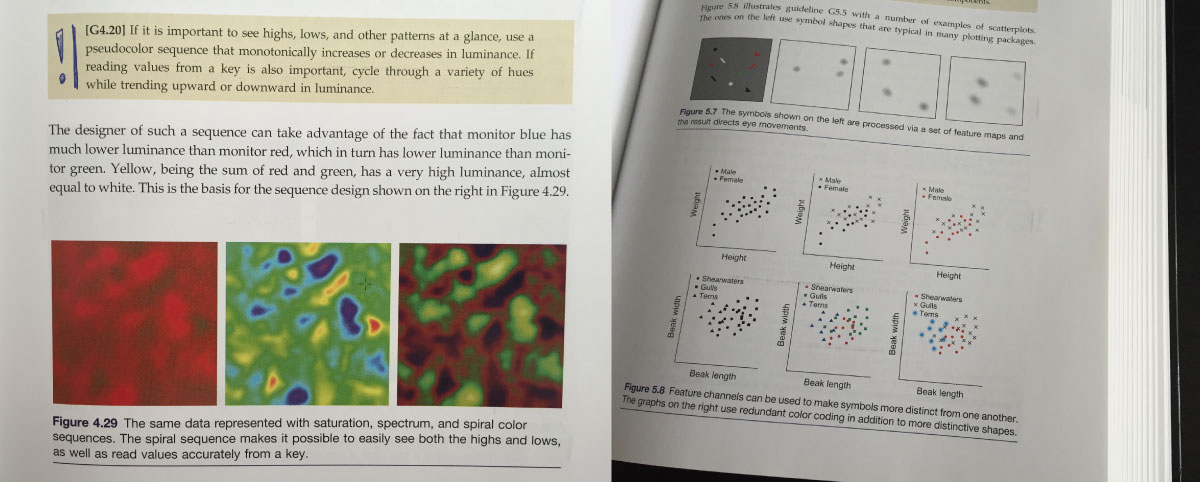 [G4.20] If it is important to see highs, lows, and other patterns at a glance, use a
pseudocolor sequence that monotonically increases or decreases in luminance. If
reading values from a key is also important, cycle through a variety of hues
while trending upward or downward in luminance.
The designer of such a sequence can take advantage of the fact that monitor blue has
much lower luminance than monitor red, which in turn has lower luminance than moni-
tor green. Yellow, being the sum of red and green, has a very high luminance, almost
equal to white. This is the basis for the sequence design shown on the right in Figure 4.29.
Figure 4.29 The same data represented with saturation, spectrum, and spiral color
sequences. The spiral sequence makes it possible to easily see both the highs and lows,
as well as read values accurately from a key.
Figure 5.8 illustrates guideline G5.5 with a number of examples of scatterplots.
The ones on the left use symbol shapes that are typical in many plotting packages.
Figure 5.7 The symbols shown on the left are processed via a set of feature maps and
the result directs eye movements.
Male
Female
Weight
Height
Male
Female
Weight
Height
Male
Female
Weight
Height
Shearwaters
Gulls
Terns
Beak width
Beak length
Shearwaters
Gulls
Terns
Beak width
Beak length
Shearwaters
Gulls
Terns
Beak width
Beak length
Figure 5.8 Feature channels can be used to make symbols more distinct from one another.
The graphs on the right use redundant color coding in addition to more distinctive shapes.